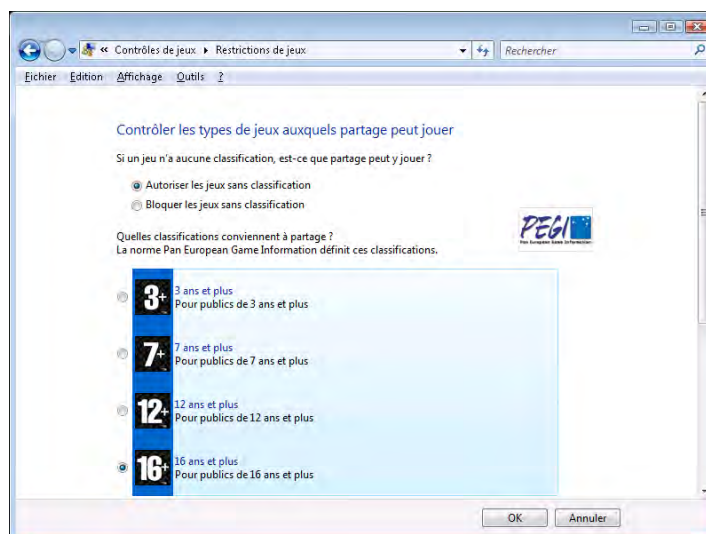 « Contrôles de jeux ▸ Restrictions de jeux
Rechercher
Fichier Edition Affichage Outils ?
Contrôler les types de jeux auxquels partage peut jouer
Si un jeu n'a aucune classification, est-ce que partage peut y jouer ?
Autoriser les jeux sans classification
Bloquer les jeux sans classification
PEGI
Pan European Game Information
Quelles classifications conviennent à partage ?
La norme Pan European Game Information définit ces classifications.
3+
3 ans et plus
Pour publics de 3 ans et plus
7+
7 ans et plus
Pour publics de 7 ans et plus
12+
12 ans et plus
Pour publics de 12 ans et plus
16+
16 ans et plus
Pour publics de 16 ans et plus
OK Annuler